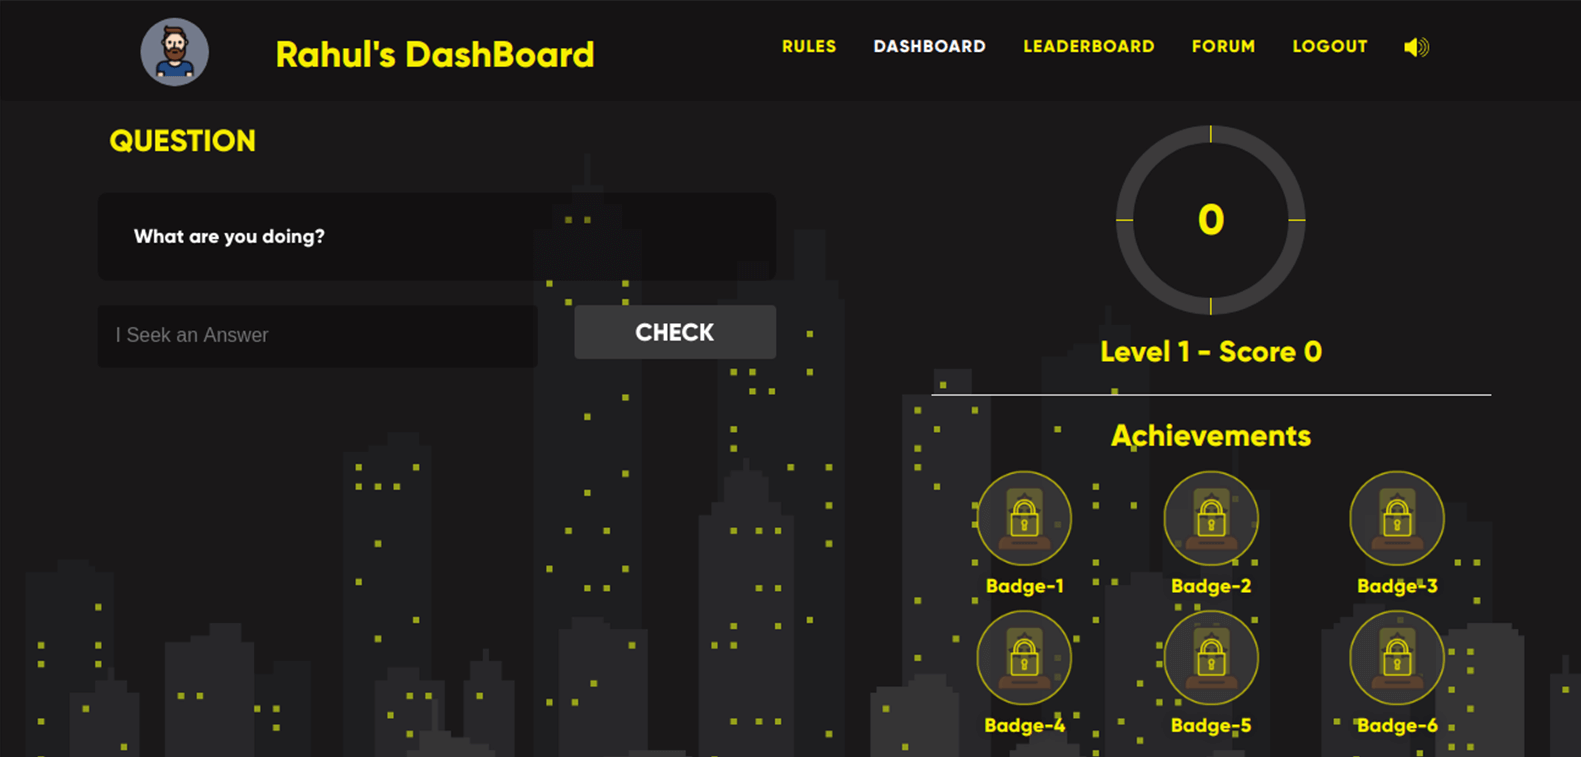 Rahul's DashBoard
RULES DASHBOARD LEADERBOARD FORUM LOGOUT
QUESTION
What are you doing?
I Seek an Answer
CHECK
0
Level 1 - Score 0
Achievements
Badge-1 Badge-2 Badge-3
Badge-4 Badge-5 Badge-6